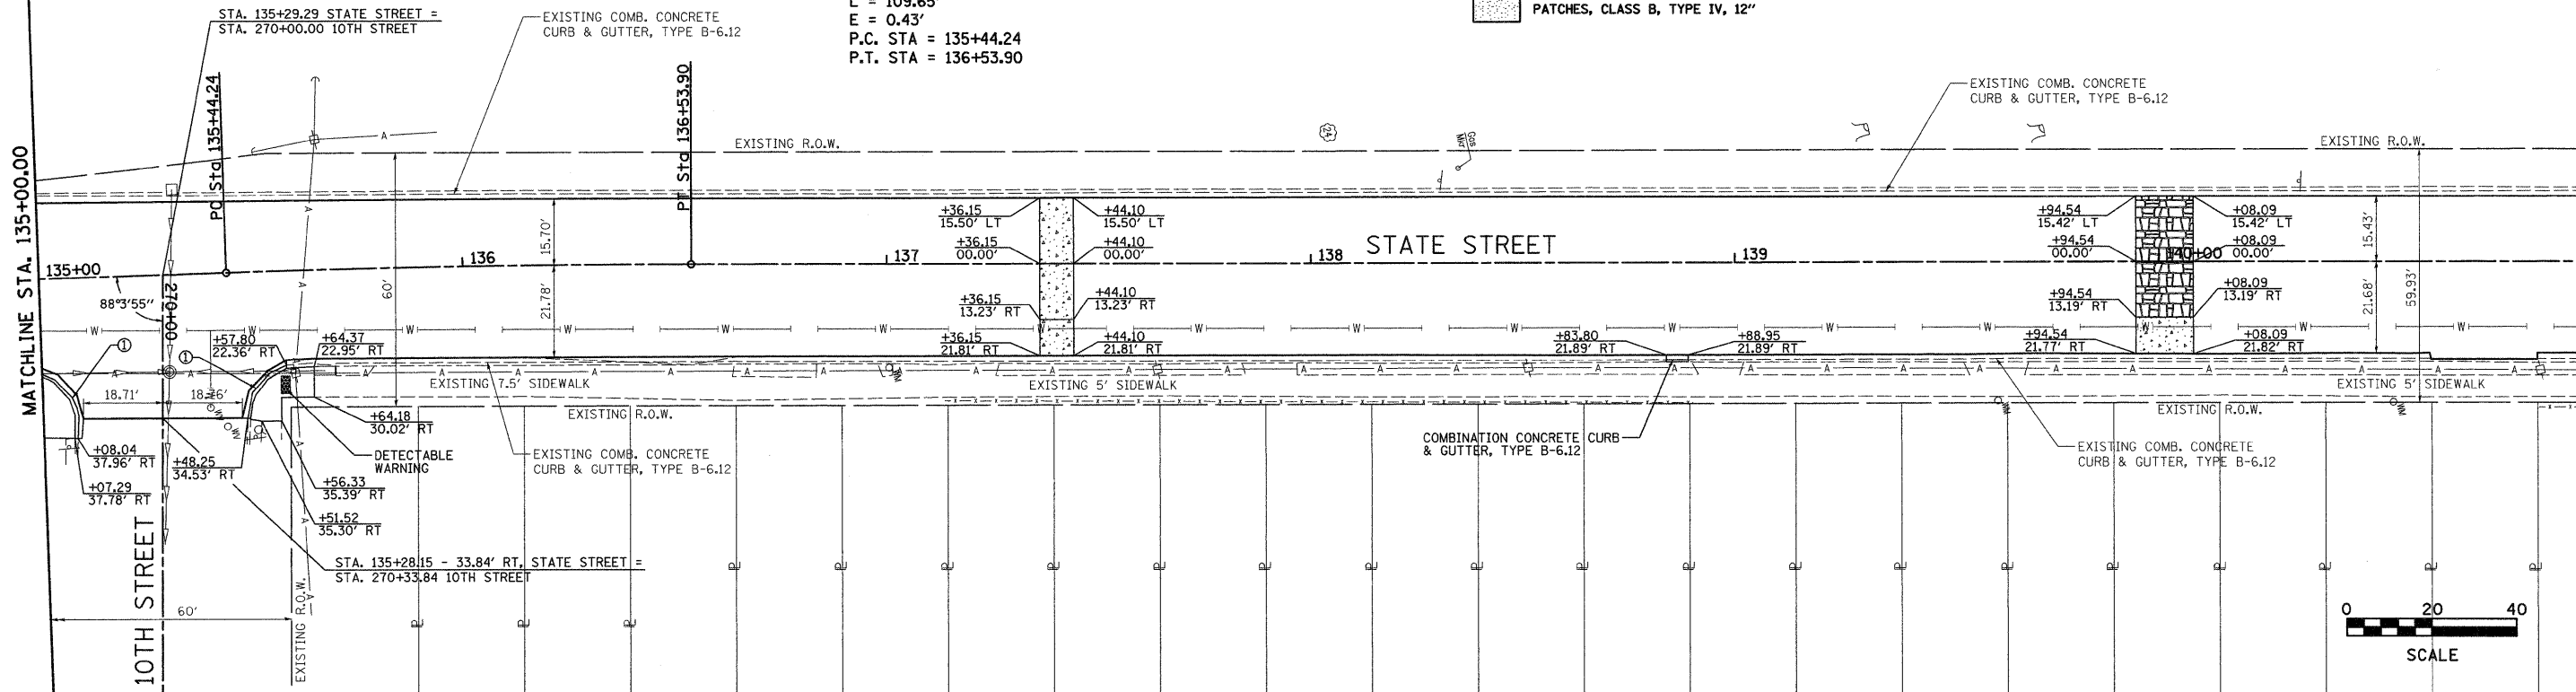 L = 109.65'
E = 0.43'
P.C. STA = 135+44.24
P.T. STA = 136+53.90
PATCHES, CLASS B, TYPE IV, 12"
STA. 135+29.29 STATE STREET =
STA. 270+00.00 10TH STREET
EXISTING COMB. CONCRETE
CURB & GUTTER, TYPE B-6.12
EXISTING COMB. CONCRETE
CURB & GUTTER, TYPE B-6.12
MATCHLINE STA. 135+00.00
PC Sta 135+44.24
PT Sta 136+53.90
A
EXISTING R.O.W.
24
Gas
Mkr
EXISTING R.O.W.
A
A
60'
15.70'
21.78'
+36.15
15.50' LT
+44.10
15.50' LT
+36.15
00.00'
+44.10
00.00'
+36.15
13.23' RT
+44.10
13.23' RT
+36.15
21.81' RT
+44.10
21.81' RT
135+00
136
137
138
STATE STREET
139
140+00
+94.54
15.42' LT
+08.09
15.42' LT
+94.54
00.00'
+08.09
00.00'
+94.54
13.19' RT
+08.09
13.19' RT
+94.54
21.77' RT
+08.09
21.82' RT
15.43'
21.68'
59.93'
88°3'55"
270+00
W W W W W W W W W W W W W W W
1
1
+57.80
22.36' RT
+64.37
22.95' RT
+83.80
21.89' RT
+88.95
21.89' RT
A A A A A A A A A A A A A A A
EXISTING 7.5' SIDEWALK
EXISTING 5' SIDEWALK
EXISTING 5' SIDEWALK
WM
WM
WM
18.71'
EXISTING R.O.W.
EXISTING R.O.W.
WV
+64.18
30.02' RT
+08.04
37.96' RT
+48.25
34.53' RT
DETECTABLE
WARNING
EXISTING COMB. CONCRETE
CURB & GUTTER, TYPE B-6.12
COMBINATION CONCRETE CURB
& GUTTER, TYPE B-6.12
EXISTING COMB. CONCRETE
CURB & GUTTER, TYPE B-6.12
+07.29
37.78' RT
+56.33
35.39' RT
+51.52
35.30' RT
STA. 135+28.15 - 33.84' RT, STATE STREET =
STA. 270+33.84 10TH STREET
10TH STREET
EXISTING R.O.W.
60'
0 20 40
SCALE